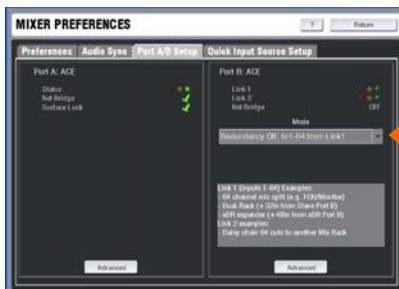 MIXER PREFERENCES
?
Return
Preferences
Audio Sync
Port A/B Setup
Quick Input Source Setup
Port A: ACE
Status
Net Bridge
Surface Lock
Advanced
Port B: ACE
Link 1
Link 2
Net Bridge
OFF
Mode
Redundancy Off: In1-64 from Link1
Link 1 (inputs 1-64) Examples:
- 64 channel mic split (e.g. FOH/Monitor)
- Dual-Rack (+ 32in from Slave Port B)
- xDR expander (+48in from xDR Port B)
Link 2 examples:
- Daisy chain 64 outs to another Mix Rack
Advanced